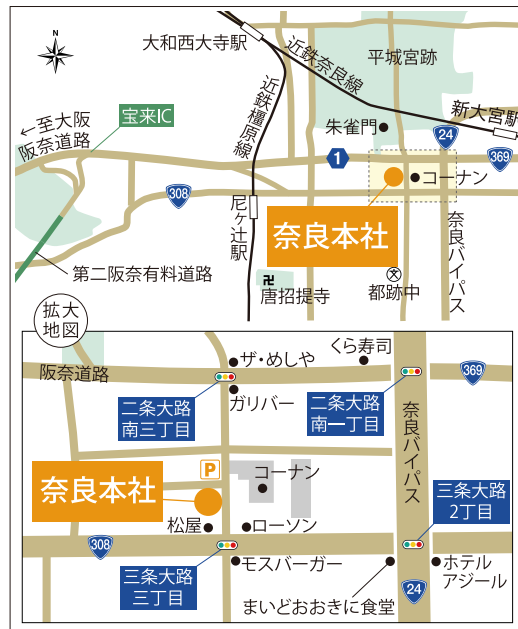 N
大和西大寺駅
近鉄奈良線
平城宮跡
近鉄橿原線
新大宮駅
宝来IC
←至大阪
阪奈道路
朱雀門
24
1
369
コーナン
308
尼ヶ辻駅
奈良本社
奈良バイパス
第二阪奈有料道路
卍
唐招提寺
文
都跡中
拡大
地図
ザ・めしや
くら寿司
阪奈道路
369
二条大路
南三丁目
ガリバー
二条大路
南一丁目
奈良バイパス
P
コーナン
奈良本社
三条大路
2丁目
松屋
ローソン
308
三条大路
三丁目
モスバーガー
ホテル
アジール
まいどおおきに食堂
24